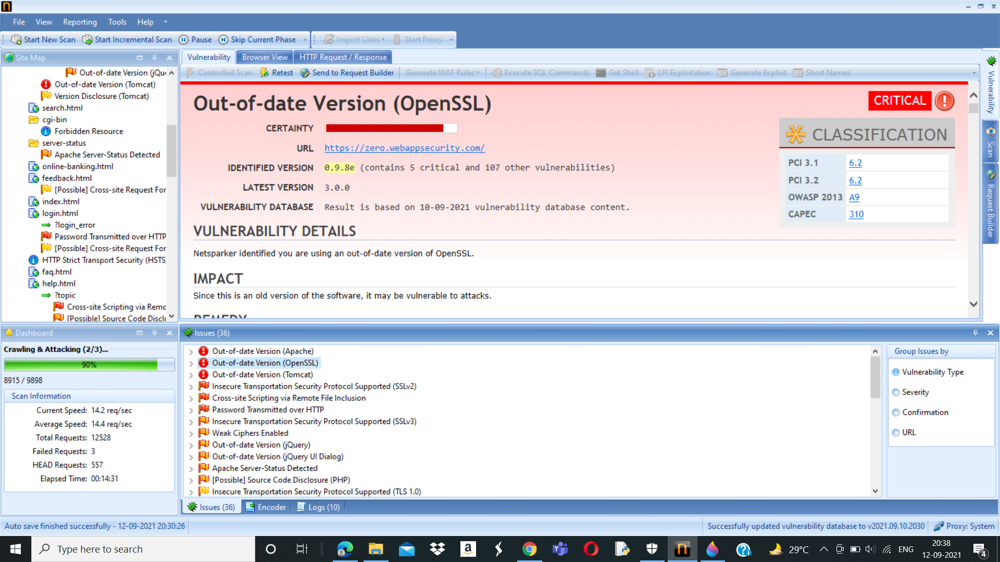 File View Reporting Tools Help
Start New Scan Start Incremental Scan Pause Skip Current Phase Import Links Start Proxy
Site Map
Out-of-date Version (jQu
Out-of-date Version (Tomcat)
Version Disclosure (Tomcat)
search.html
cgi-bin
Forbidden Resource
server-status
Apache Server-Status Detected
online-banking.html
feedback.html
[Possible] Cross-site Request For
index.html
login.html
?login_error
Password Transmitted over HTTP
[Possible] Cross-site Request For
HTTP Strict Transport Security (HSTS)
faq.html
help.html
?topic
Cross-site Scripting via Remo
[Possible] Source Code Disclo
Vulnerability Browser View HTTP Request / Response
Controlled Scan Retest Send to Request Builder Generate WAF Rules Execute SQL Commands Get Shell LFI Exploitation Generate Exploit Short Names
Out-of-date Version (OpenSSL)
CRITICAL
CERTAINTY
URL https://zero.webappsecurity.com/
IDENTIFIED VERSION 0.9.8e (contains 5 critical and 107 other vulnerabilities)
LATEST VERSION 3.0.0
VULNERABILITY DATABASE Result is based on 10-09-2021 vulnerability database content.
CLASSIFICATION
PCI 3.1 6.2
PCI 3.2 6.2
OWASP 2013 A9
CAPEC 310
VULNERABILITY DETAILS
Netsparker identified you are using an out-of-date version of OpenSSL.
IMPACT
Since this is an old version of the software, it may be vulnerable to attacks.
REMEDY
Vulnerability
Scan
Request Builder
Dashboard
Crawling & Attacking (2/3)...
90%
8915 / 9898
Scan Information
Current Speed: 14.2 req/sec
Average Speed: 14.4 req/sec
Total Requests: 12528
Failed Requests: 3
HEAD Requests: 557
Elapsed Time: 00:14:31
Issues (36)
Out-of-date Version (Apache)
Out-of-date Version (OpenSSL)
Out-of-date Version (Tomcat)
Insecure Transportation Security Protocol Supported (SSLv2)
Cross-site Scripting via Remote File Inclusion
Password Transmitted over HTTP
Insecure Transportation Security Protocol Supported (SSLv3)
Weak Ciphers Enabled
Out-of-date Version (jQuery)
Out-of-date Version (jQuery UI Dialog)
Apache Server-Status Detected
[Possible] Source Code Disclosure (PHP)
Insecure Transportation Security Protocol Supported (TLS 1.0)
Group Issues by
Vulnerability Type
Severity
Confirmation
URL
Issues (36) Encoder Logs (10)
Auto save finished successfully - 12-09-2021 20:30:26
Successfully updated vulnerability database to v2021.09.10.2030 Proxy: System
Type here to search
29°C
ENG
20:38
12-09-2021
4